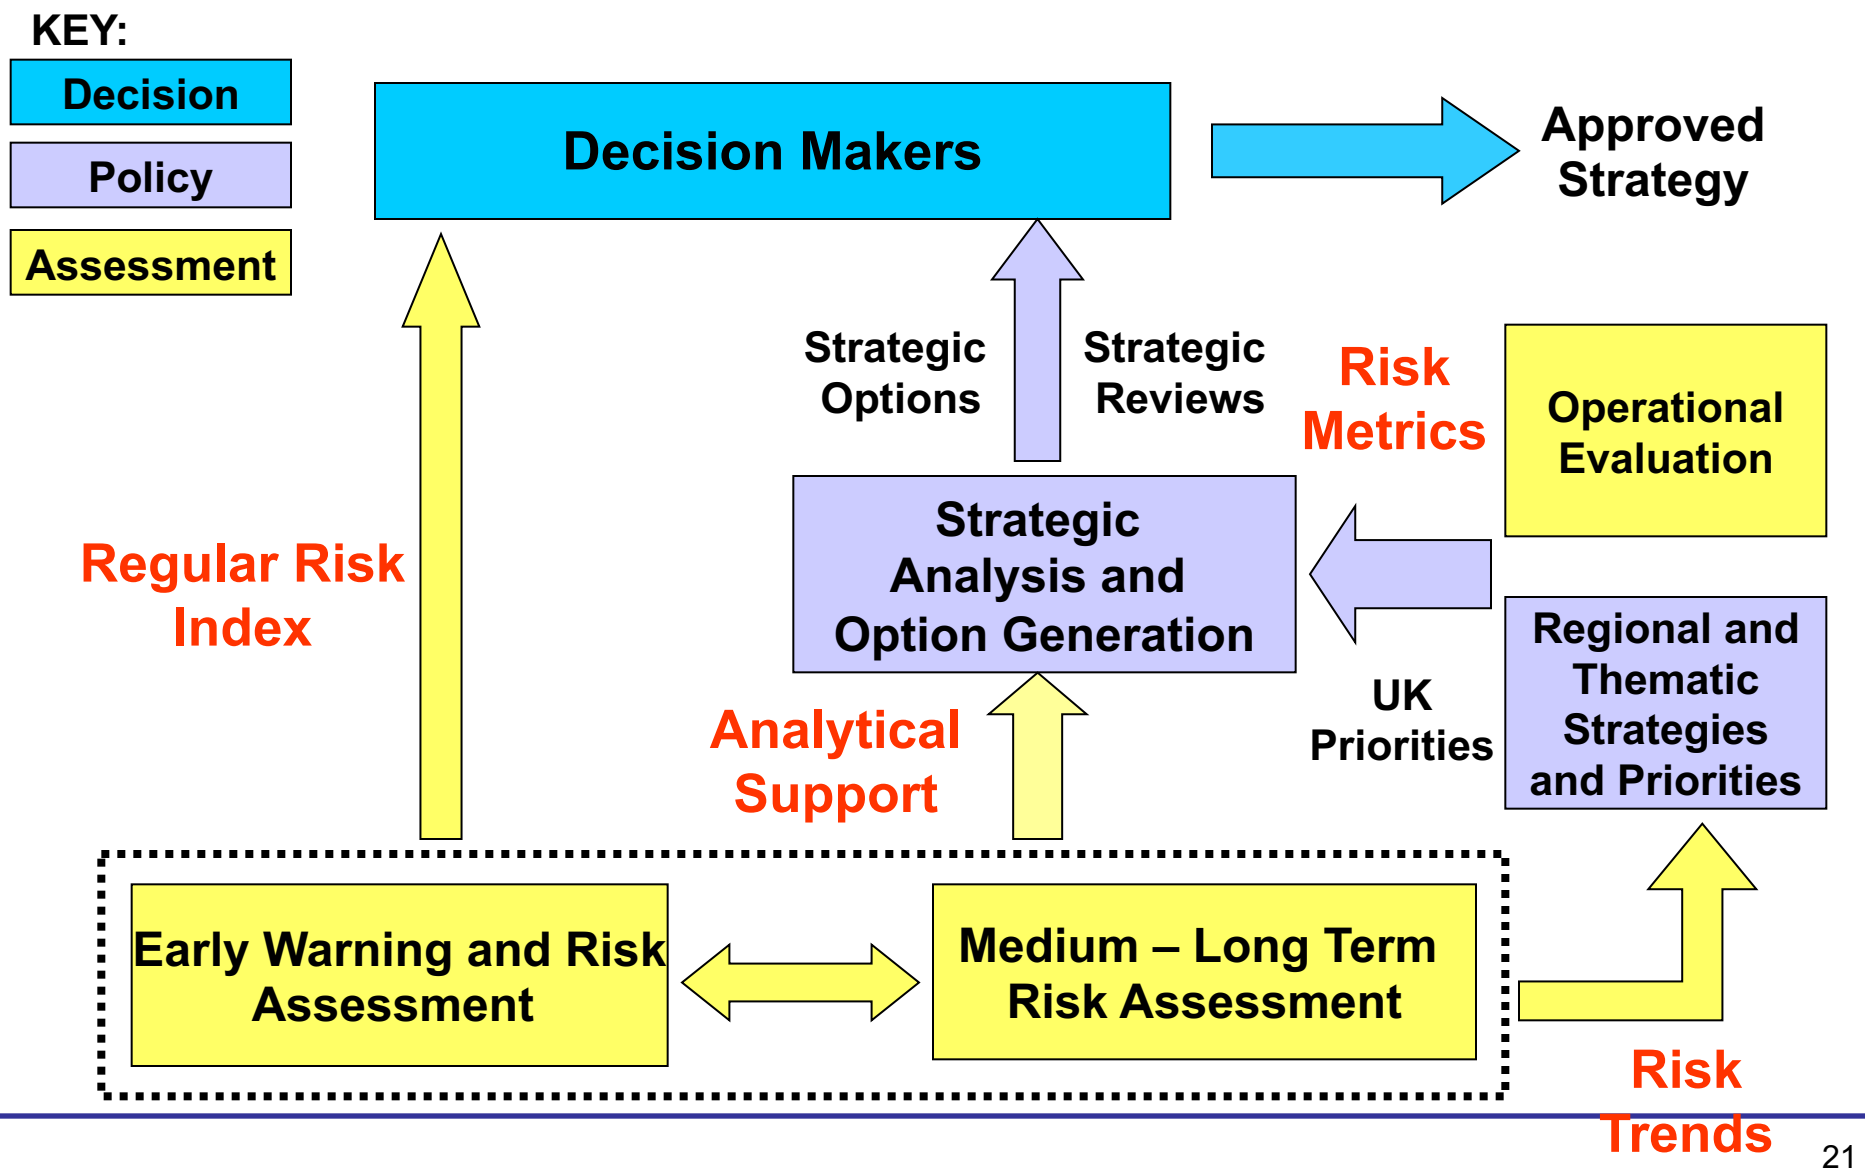 KEY:
Decision
Policy
Assessment
Decision Makers
Approved
Strategy
Strategic
Options
Strategic
Reviews
Risk
Metrics
Operational
Evaluation
Regular Risk
Index
Strategic
Analysis and
Option Generation
Regional and
Thematic
Strategies
and Priorities
UK
Priorities
Analytical
Support
Early Warning and Risk
Assessment
Medium – Long Term
Risk Assessment
Risk
Trends
21